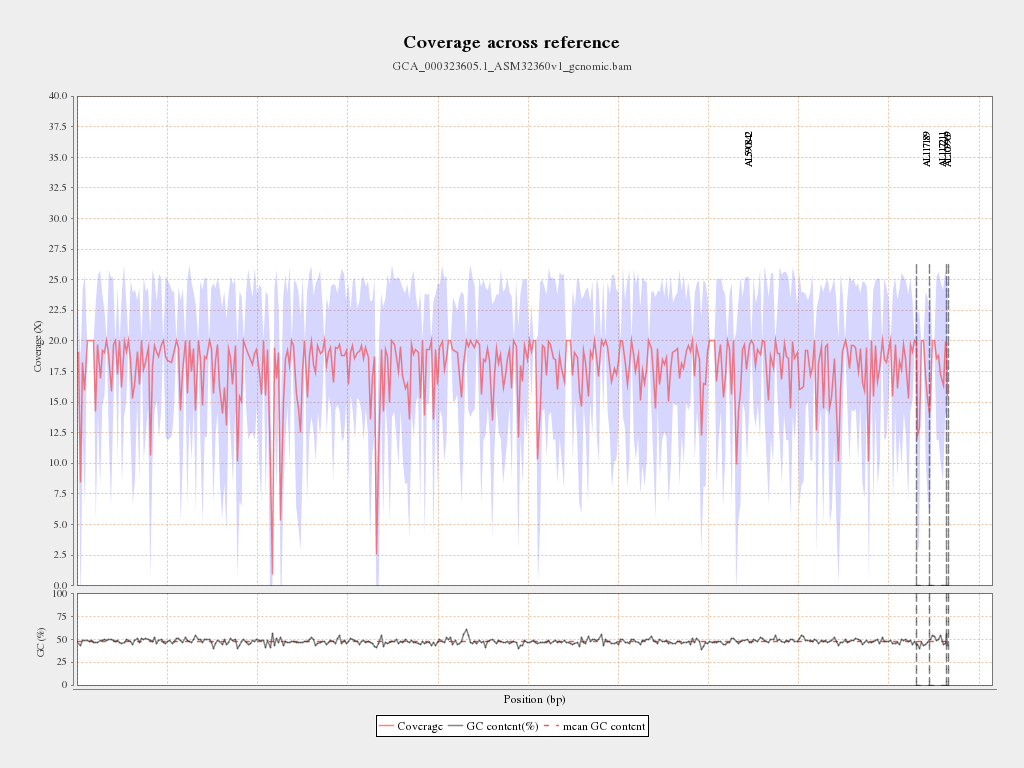 Coverage across reference
GCA_000323605.1_ASM32360v1_genomic.bam
40.0
37.5
35.0
32.5
30.0
27.5
25.0
22.5
20.0
17.5
15.0
12.5
10.0
7.5
5.0
2.5
0.0
Coverage (X)
AL590842
AL117189
AL117211
AL109969
100
75
50
25
0
GC (%)
Position (bp)
Coverage GC content(%) mean GC content